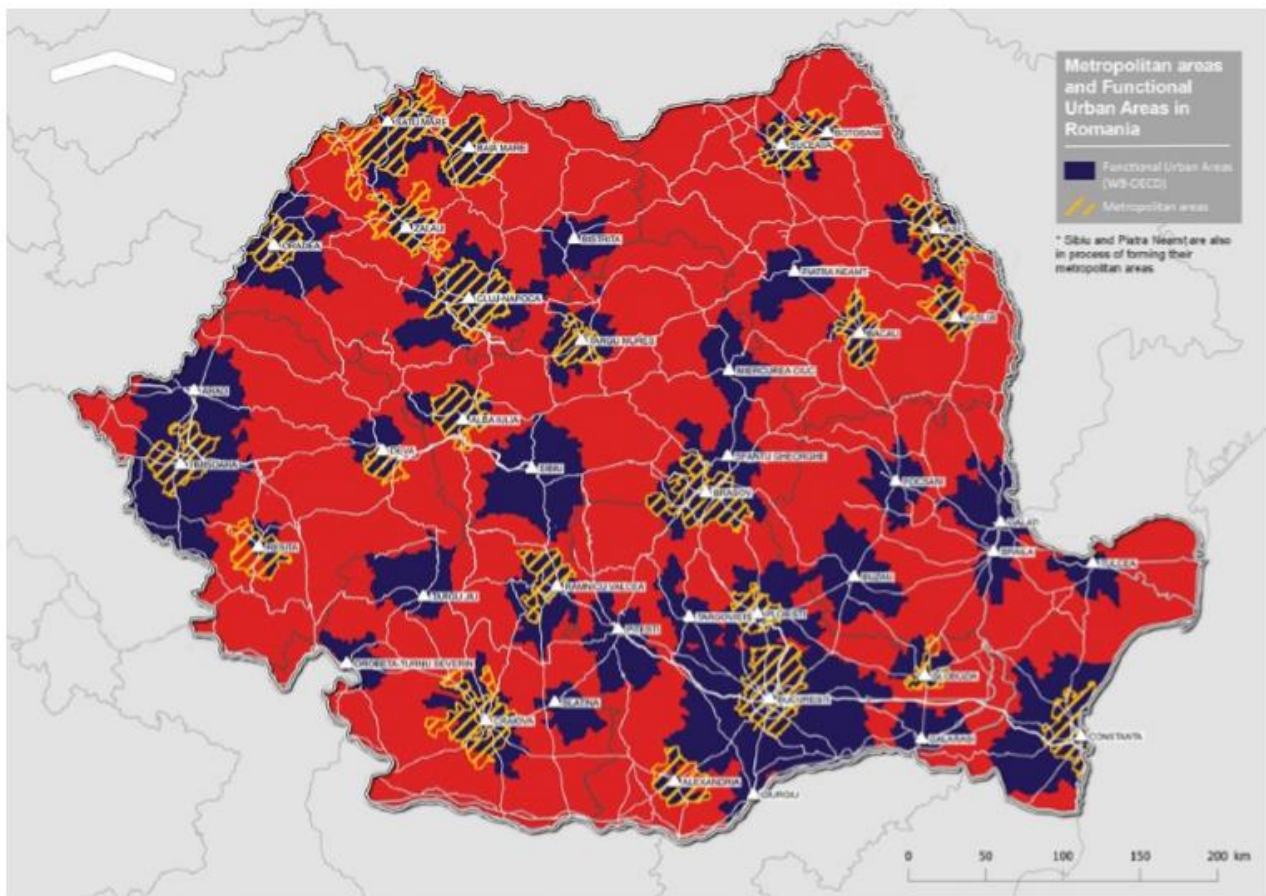 Metropolitan areas
and Functional
Urban Areas in
Romania
Functional Urban Areas
(WB-OECD)
Metropolitan areas
* Sibiu and Piatra Neamț are also
in process of forming their
metropolitan areas
SATU MARE
BAIA MARE
BOTOSANI
SUCEAVA
ZALAU
IASI
ORADEA
BISTRITA
PIATRA NEAMT
CLUJ-NAPOCA
VASLUI
BACAU
TARGU MURES
MIERCUREA CIUC
ARAD
ALBA IULIA
DEVA
SFANTU GHEORGHE
TIMISOARA
SIBIU
FOCSANI
BRASOV
GALATI
RESITA
BRAILA
TULCEA
BUZAU
RAMNICU VALCEA
TARGU JIU
TARGOVISTE
PLOIESTI
PITESTI
DROBETA-TURNU SEVERIN
SLOBOZIA
BUCURESTI
SLATINA
CRAIOVA
CALARASI
CONSTANTA
ALEXANDRIA
GIURGIU
0 50 100 150 200 km